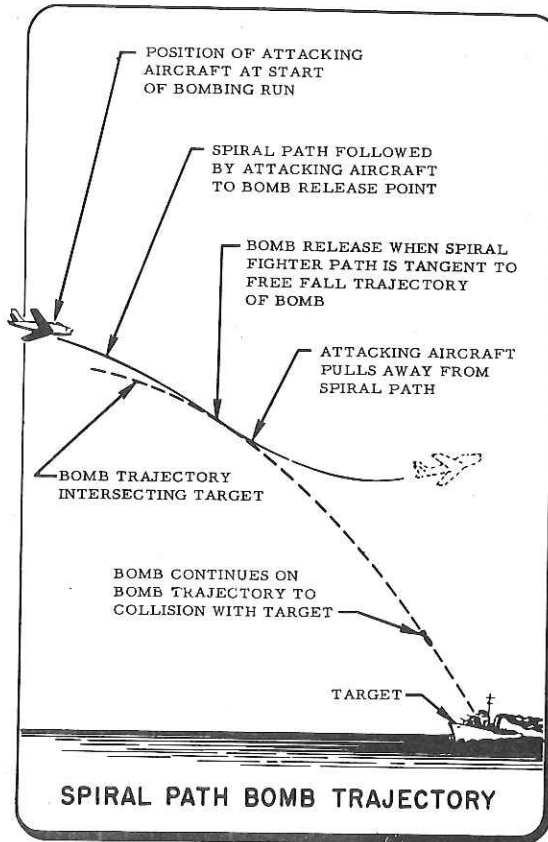 POSITION OF ATTACKING
AIRCRAFT AT START
OF BOMBING RUN
SPIRAL PATH FOLLOWED
BY ATTACKING AIRCRAFT
TO BOMB RELEASE POINT
BOMB RELEASE WHEN SPIRAL
FIGHTER PATH IS TANGENT TO
FREE FALL TRAJECTORY
OF BOMB
ATTACKING AIRCRAFT
PULLS AWAY FROM
SPIRAL PATH
BOMB TRAJECTORY
INTERSECTING TARGET
BOMB CONTINUES ON
BOMB TRAJECTORY TO
COLLISION WITH TARGET
TARGET
SPIRAL PATH BOMB TRAJECTORY